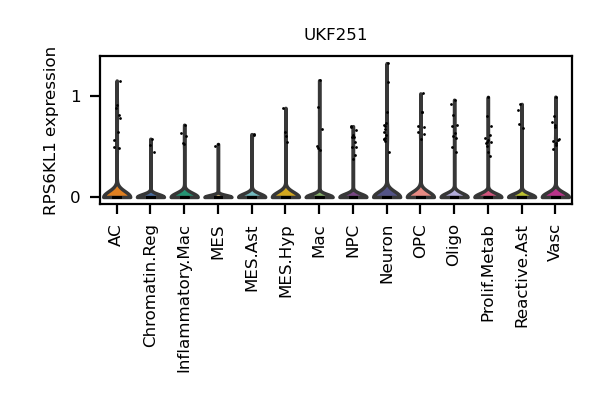 UKF251
RPS6KL1 expression
1
0
AC
Chromatin.Reg
Inflammatory.Mac
MES
MES.Ast
MES.Hyp
Mac
NPC
Neuron
OPC
Oligo
Prolif.Metab
Reactive.Ast
Vasc